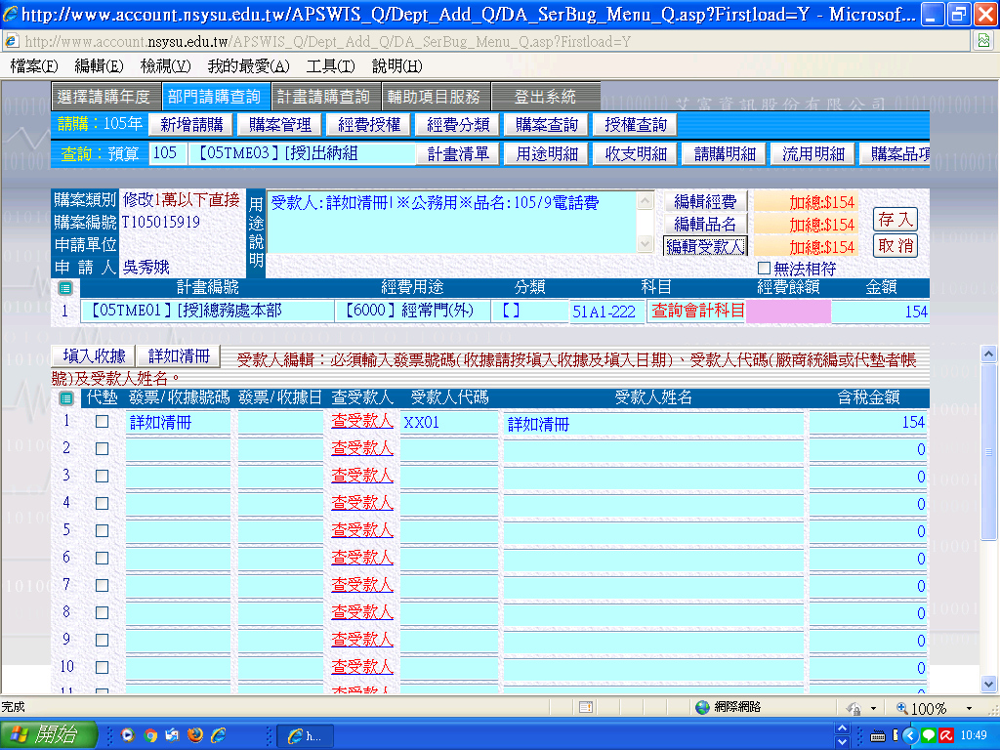 http://www.account.nsysu.edu.tw/APSWIS_Q/Dept_Add_Q/DA_SerBug_Menu_Q.asp?Firstload=Y - Microsof...
http://www.account.nsysu.edu.tw/APSWIS_Q/Dept_Add_Q/DA_SerBug_Menu_Q.asp?Firstload=Y
檔案(F) 編輯(E) 檢視(V) 我的最愛(A) 工具(T) 說明(H)
選擇請購年度 部門請購查詢 計畫請購查詢 輔助項目服務 登出系統
艾富資訊股份有限公司
請購：105年 新增請購 購案管理 經費授權 經費分類 購案查詢 授權查詢
查詢：預算 105 【05TME03】[授]出納組 計畫清單 用途明細 收支明細 請購明細 流用明細 購案品項
購案類別 修改1萬以下直接
購案編號 T105015919
申請單位
申 請 人 吳秀娥
用途說明
受款人:詳如清冊|※公務用※品名:105/9電話費
編輯經費 加總:$154
編輯品名 加總:$154
編輯受款人 加總:$154
無法相符
存 入
取 消
計畫編號 經費用途 分類 科目 經費餘額 金額
1 【05TME01】[授]總務處本部 【6000】經常門(外) 【】 51A1-222 查詢會計科目 154
填入收據 詳如清冊 受款人編輯：必須輸入發票號碼(收據請按填入收據及填入日期)、受款人代碼(廠商統編或代墊者帳
號)及受款人姓名。
代墊 發票/收據號碼 發票/收據日 查受款人 受款人代碼 受款人姓名 含稅金額
1 詳如清冊 查受款人 XX01 詳如清冊 154
2 查受款人 0
3 查受款人 0
4 查受款人 0
5 查受款人 0
6 查受款人 0
7 查受款人 0
8 查受款人 0
9 查受款人 0
10 查受款人 0
11 查受款人 0
完成 網際網路 100%
開始 h... 10:49